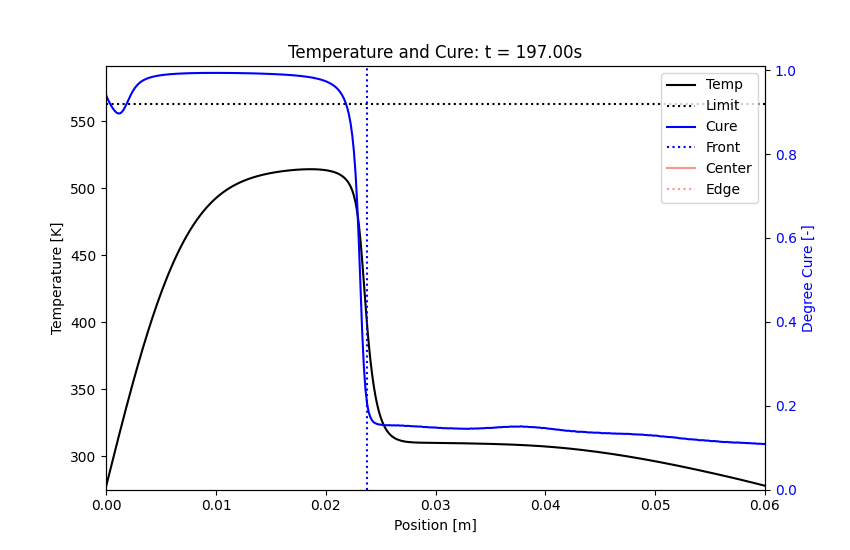 Temperature and Cure: t = 197.00s
Temperature [K]
550
500
450
400
350
300
Temp
Limit
Cure
Front
Center
Edge
1.0
0.8
0.6
0.4
0.2
0.0
Degree Cure [-]
0.00 0.01 0.02 0.03 0.04 0.05 0.06
Position [m]